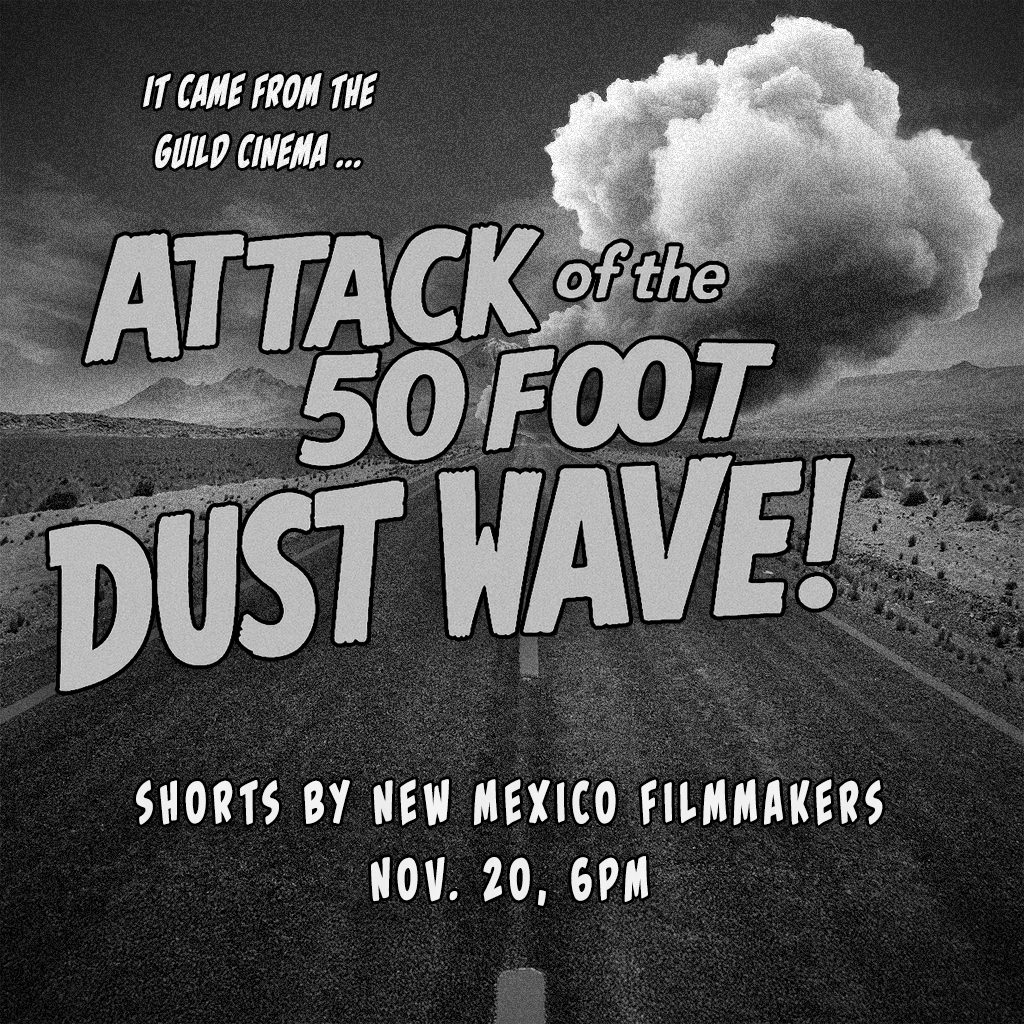 IT CAME FROM THE
GUILD CINEMA ...
ATTACK of the
50 FOOT
DUST WAVE!
SHORTS BY NEW MEXICO FILMMAKERS
NOV. 20, 6PM